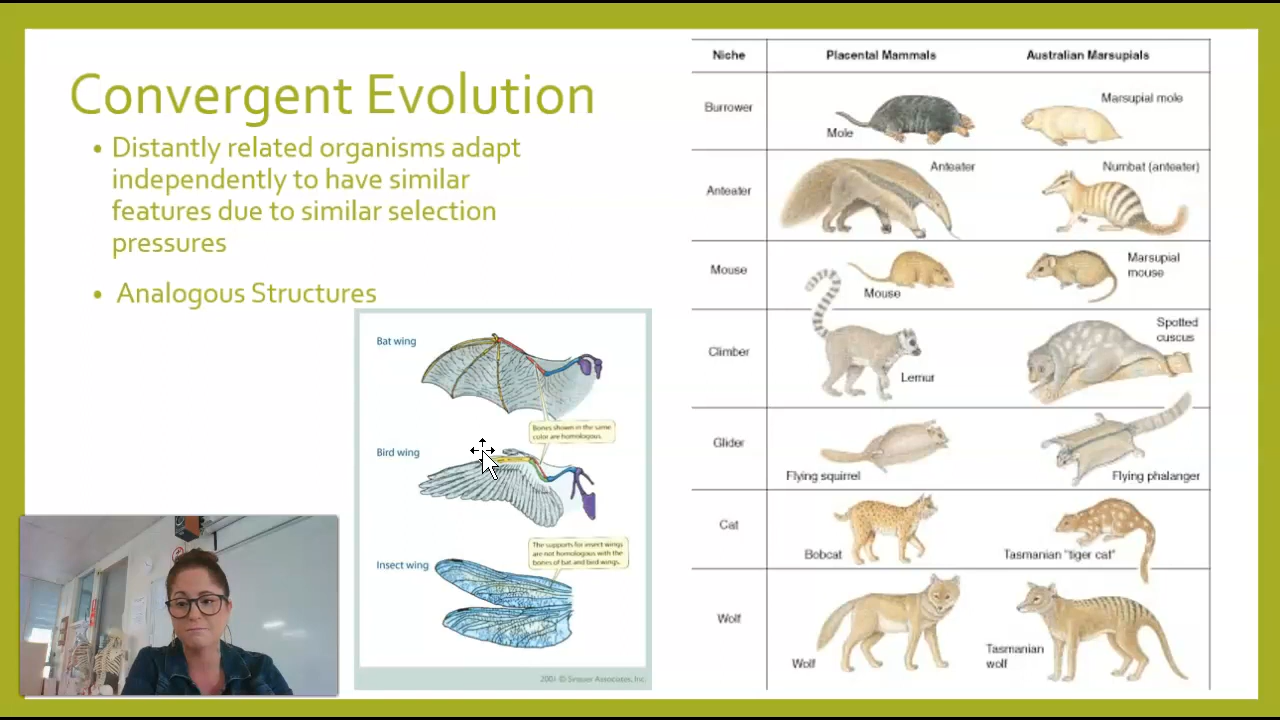 Convergent Evolution
• Distantly related organisms adapt
independently to have similar
features due to similar selection
pressures
• Analogous Structures
Bat wing
Bones shown in the same
color are homologous.
Bird wing
The supports for insect wings
are not homologous with the
bones of bat and bird wings.
Insect wing
2001 © Sinauer Associates, Inc.
Niche Placental Mammals Australian Marsupials
Burrower Mole Marsupial mole
Anteater Anteater Numbat (anteater)
Mouse Mouse Marsupial
mouse
Climber Lemur Spotted
cuscus
Glider Flying squirrel Flying phalanger
Cat Bobcat Tasmanian "tiger cat"
Wolf Wolf Tasmanian
wolf